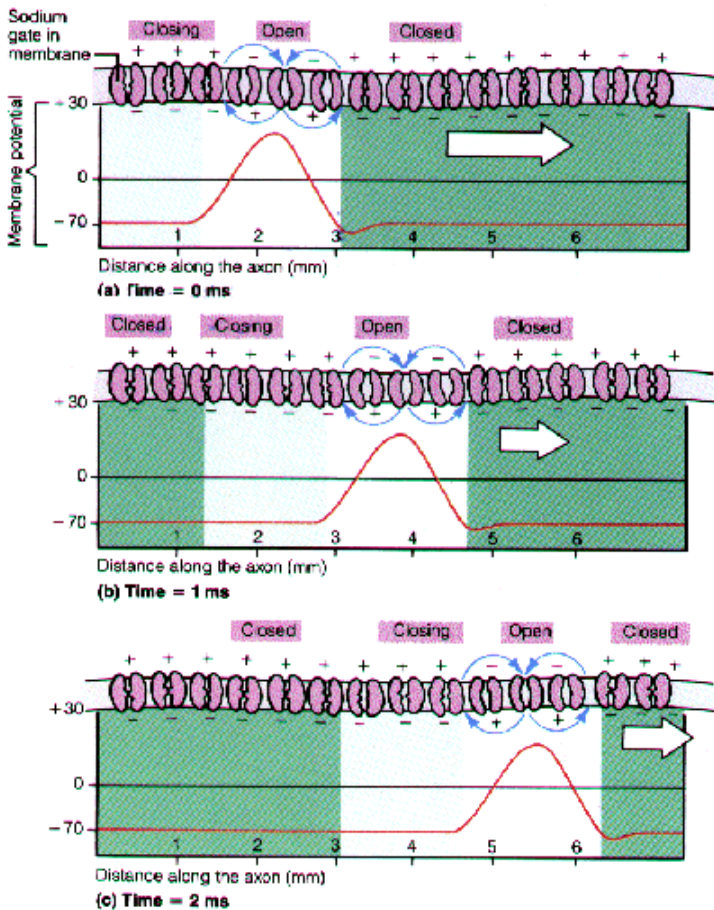 Sodium
gate in
membrane
Closing Open Closed
+ + + − − + + + + + + + + +
− − − + + − − − − − − − − −
Membrane potential
+30
0
−70
1 2 3 4 5 6
Distance along the axon (mm)
(a) Time = 0 ms
Closed Closing Open Closed
+ + + + + + − − + + + + + +
− − − − − − + + − − − − − −
+30
0
−70
1 2 3 4 5 6
Distance along the axon (mm)
(b) Time = 1 ms
Closed Closing Open Closed
+ + + + + + + + + − − + + +
− − − − − − − − − + + − − −
+30
0
−70
1 2 3 4 5 6
Distance along the axon (mm)
(c) Time = 2 ms